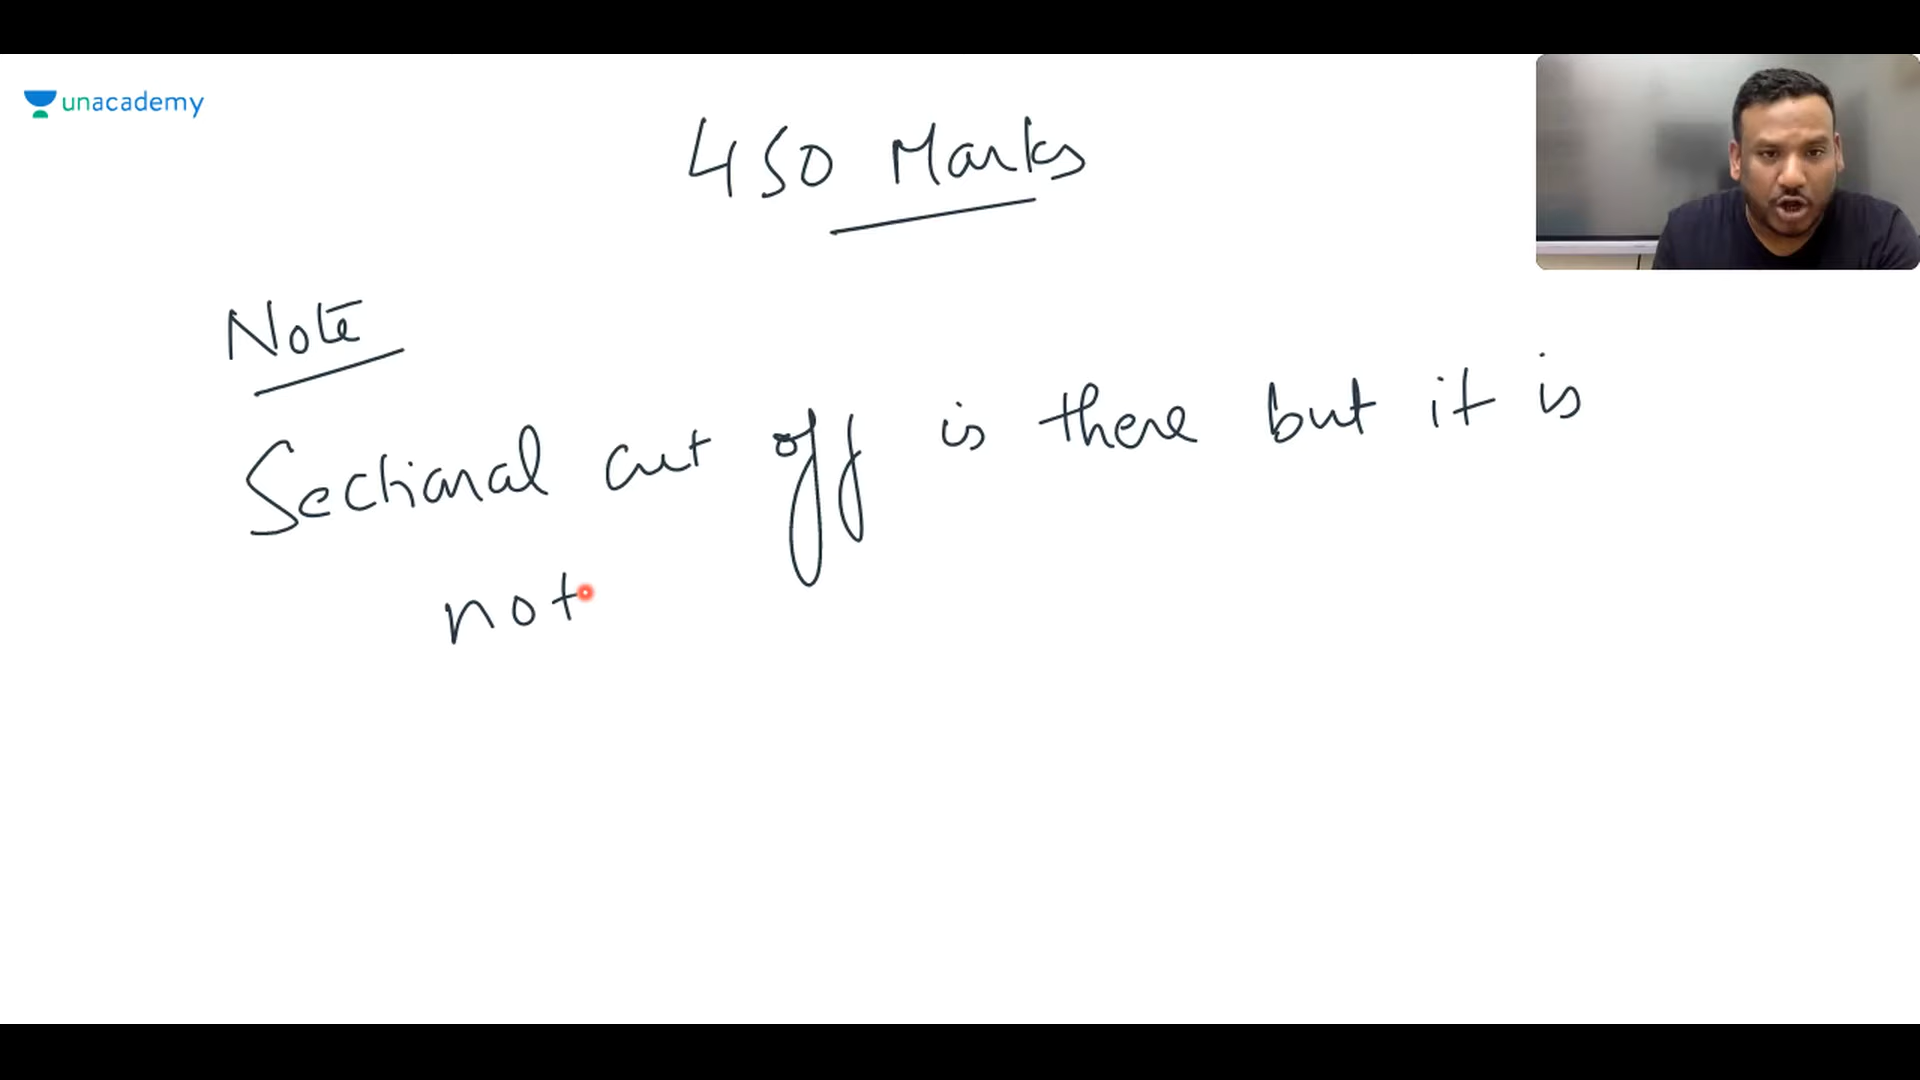 unacademy
450 Marks
Note
Sectional cut off is there but it is
not